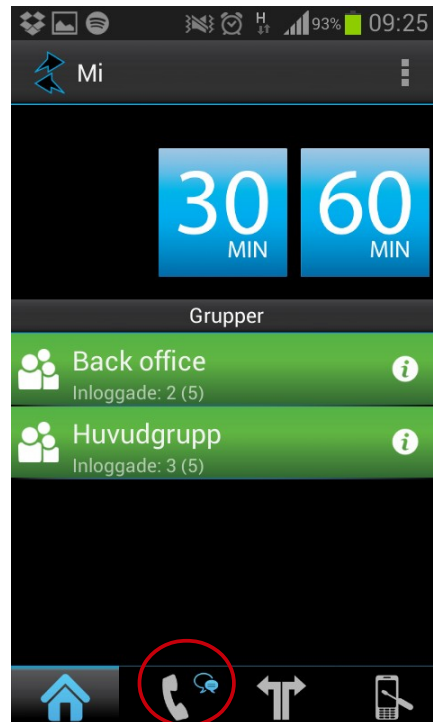 H
93%
09:25
Mi
30
MIN
60
MIN
Grupper
Back office
Inloggade: 2 (5)
Huvudgrupp
Inloggade: 3 (5)